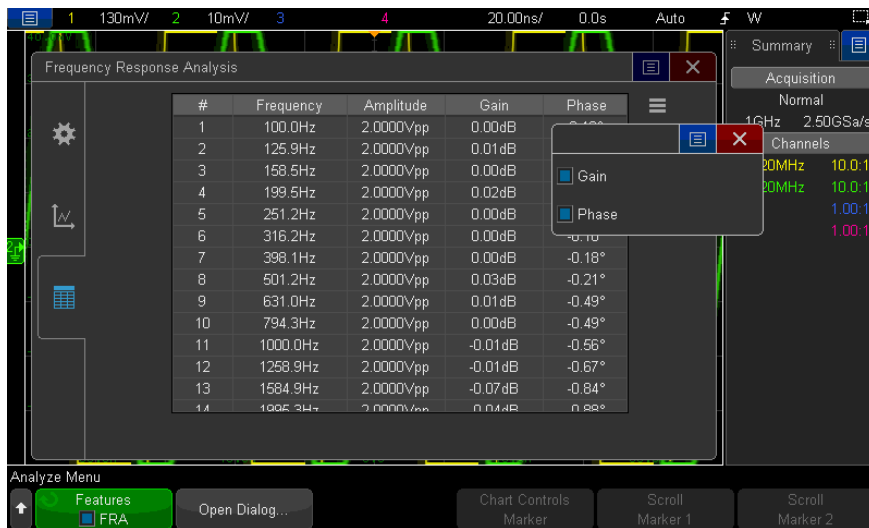 1 130mV/ 2 10mV/ 3 4 20.00ns/ 0.0s Auto W
Summary
Frequency Response Analysis
Acquisition
Normal
1GHz 2.50GSa/s
Channels
20MHz 10.0:1
20MHz 10.0:1
1.00:1
1.00:1
# Frequency Amplitude Gain Phase
1 100.0Hz 2.0000Vpp 0.00dB
2 125.9Hz 2.0000Vpp 0.01dB
3 158.5Hz 2.0000Vpp 0.00dB
4 199.5Hz 2.0000Vpp 0.02dB
5 251.2Hz 2.0000Vpp 0.00dB
6 316.2Hz 2.0000Vpp 0.00dB
7 398.1Hz 2.0000Vpp 0.00dB -0.18°
8 501.2Hz 2.0000Vpp 0.03dB -0.21°
9 631.0Hz 2.0000Vpp 0.01dB -0.49°
10 794.3Hz 2.0000Vpp 0.00dB -0.49°
11 1000.0Hz 2.0000Vpp -0.01dB -0.56°
12 1258.9Hz 2.0000Vpp -0.01dB -0.67°
13 1584.9Hz 2.0000Vpp -0.07dB -0.84°
14
Gain
Phase
2
Analyze Menu
Features
FRA
Open Dialog...
Chart Controls
Marker
Scroll
Marker 1
Scroll
Marker 2